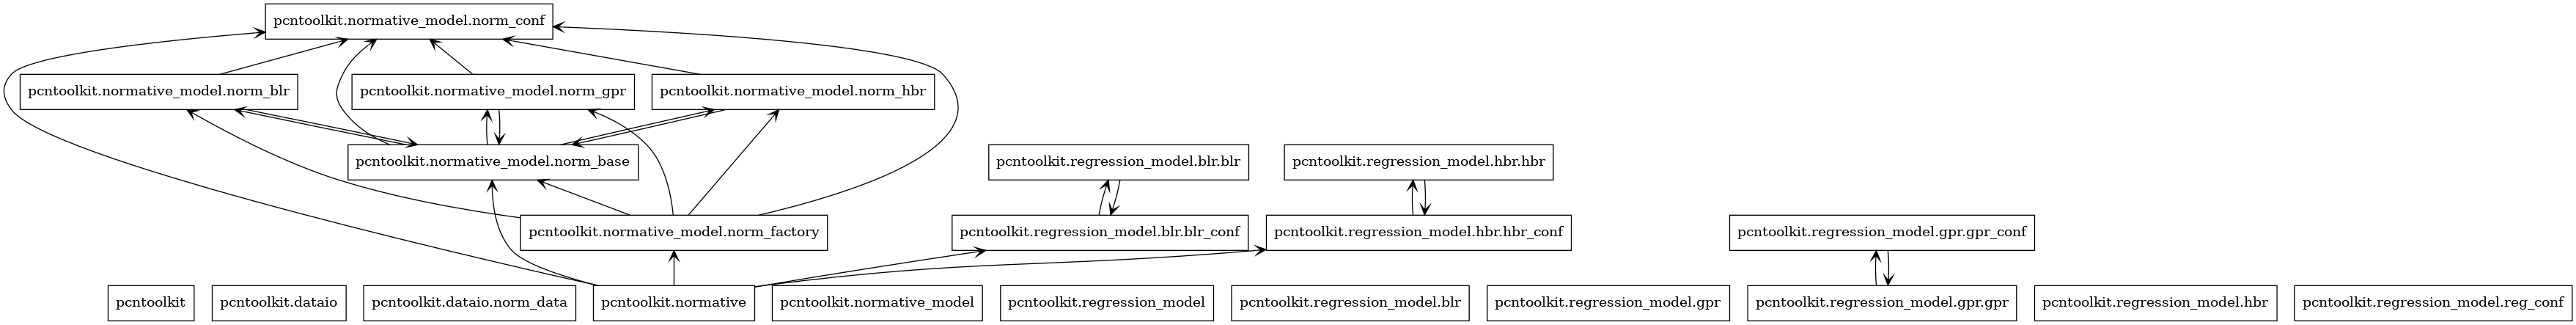 pcntoolkit.normative_model.norm_conf
pcntoolkit.normative_model.norm_blr
pcntoolkit.normative_model.norm_gpr
pcntoolkit.normative_model.norm_hbr
pcntoolkit.normative_model.norm_base
pcntoolkit.regression_model.blr.blr
pcntoolkit.regression_model.hbr.hbr
pcntoolkit.normative_model.norm_factory
pcntoolkit.regression_model.blr.blr_conf
pcntoolkit.regression_model.hbr.hbr_conf
pcntoolkit.regression_model.gpr.gpr_conf
pcntoolkit
pcntoolkit.dataio
pcntoolkit.dataio.norm_data
pcntoolkit.normative
pcntoolkit.normative_model
pcntoolkit.regression_model
pcntoolkit.regression_model.blr
pcntoolkit.regression_model.gpr
pcntoolkit.regression_model.gpr.gpr
pcntoolkit.regression_model.hbr
pcntoolkit.regression_model.reg_conf